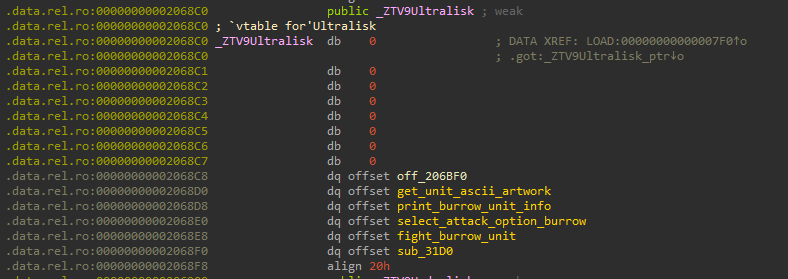 .data.rel.ro:00000000002068C0 public _ZTV9Ultralisk ; weak
.data.rel.ro:00000000002068C0 ; `vtable for'Ultralisk
.data.rel.ro:00000000002068C0 _ZTV9Ultralisk db 0 ; DATA XREF: LOAD:00000000000007F0↑o
.data.rel.ro:00000000002068C0 ; .got:_ZTV9Ultralisk_ptr↓o
.data.rel.ro:00000000002068C1 db 0
.data.rel.ro:00000000002068C2 db 0
.data.rel.ro:00000000002068C3 db 0
.data.rel.ro:00000000002068C4 db 0
.data.rel.ro:00000000002068C5 db 0
.data.rel.ro:00000000002068C6 db 0
.data.rel.ro:00000000002068C7 db 0
.data.rel.ro:00000000002068C8 dq offset off_206BF0
.data.rel.ro:00000000002068D0 dq offset get_unit_ascii_artwork
.data.rel.ro:00000000002068D8 dq offset print_burrow_unit_info
.data.rel.ro:00000000002068E0 dq offset select_attack_option_burrow
.data.rel.ro:00000000002068E8 dq offset fight_burrow_unit
.data.rel.ro:00000000002068F0 dq offset sub_31D0
.data.rel.ro:00000000002068F8 align 20h